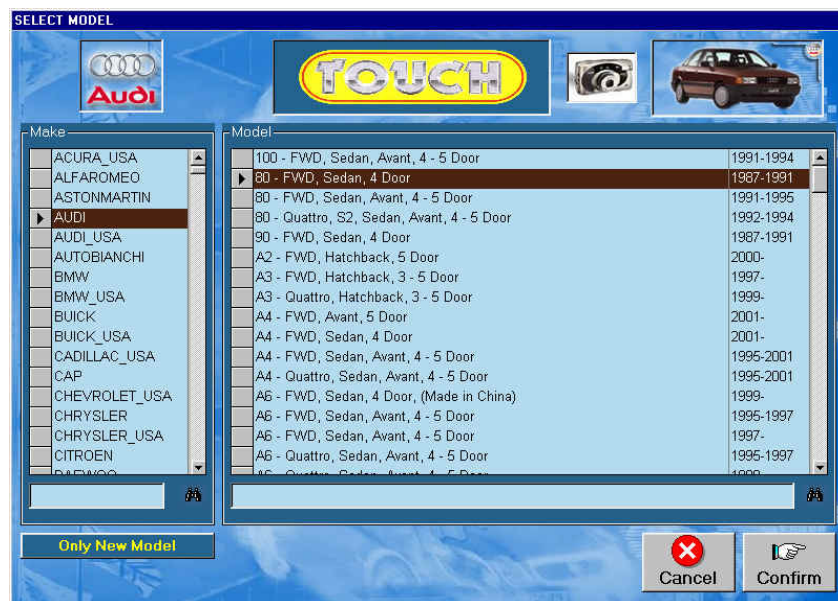 SELECT MODEL
Audi
TOUCH
Make
ACURA_USA
ALFAROMEO
ASTONMARTIN
AUDI
AUDI_USA
AUTOBIANCHI
BMW
BMW_USA
BUICK
BUICK_USA
CADILLAC_USA
CAP
CHEVROLET_USA
CHRYSLER
CHRYSLER_USA
CITROEN
DAEWOO
Model
100 - FWD, Sedan, Avant, 4 - 5 Door 1991-1994
80 - FWD, Sedan, 4 Door 1987-1991
80 - FWD, Sedan, Avant, 4 - 5 Door 1991-1995
80 - Quattro, S2, Sedan, Avant, 4 - 5 Door 1992-1994
90 - FWD, Sedan, 4 Door 1987-1991
A2 - FWD, Hatchback, 5 Door 2000-
A3 - FWD, Hatchback, 3 - 5 Door 1997-
A3 - Quattro, Hatchback, 3 - 5 Door 1999-
A4 - FWD, Avant, 5 Door 2001-
A4 - FWD, Sedan, 4 Door 2001-
A4 - FWD, Sedan, Avant, 4 - 5 Door 1995-2001
A4 - Quattro, Sedan, Avant, 4 - 5 Door 1995-2001
A6 - FWD, Sedan, 4 Door, (Made in China) 1999-
A6 - FWD, Sedan, Avant, 4 - 5 Door 1995-1997
A6 - FWD, Sedan, Avant, 4 - 5 Door 1997-
A6 - Quattro, Sedan, Avant, 4 - 5 Door 1995-1997
A6 - Quattro, Sedan, Avant, 4 - 5 Door
Only New Model
Cancel
Confirm